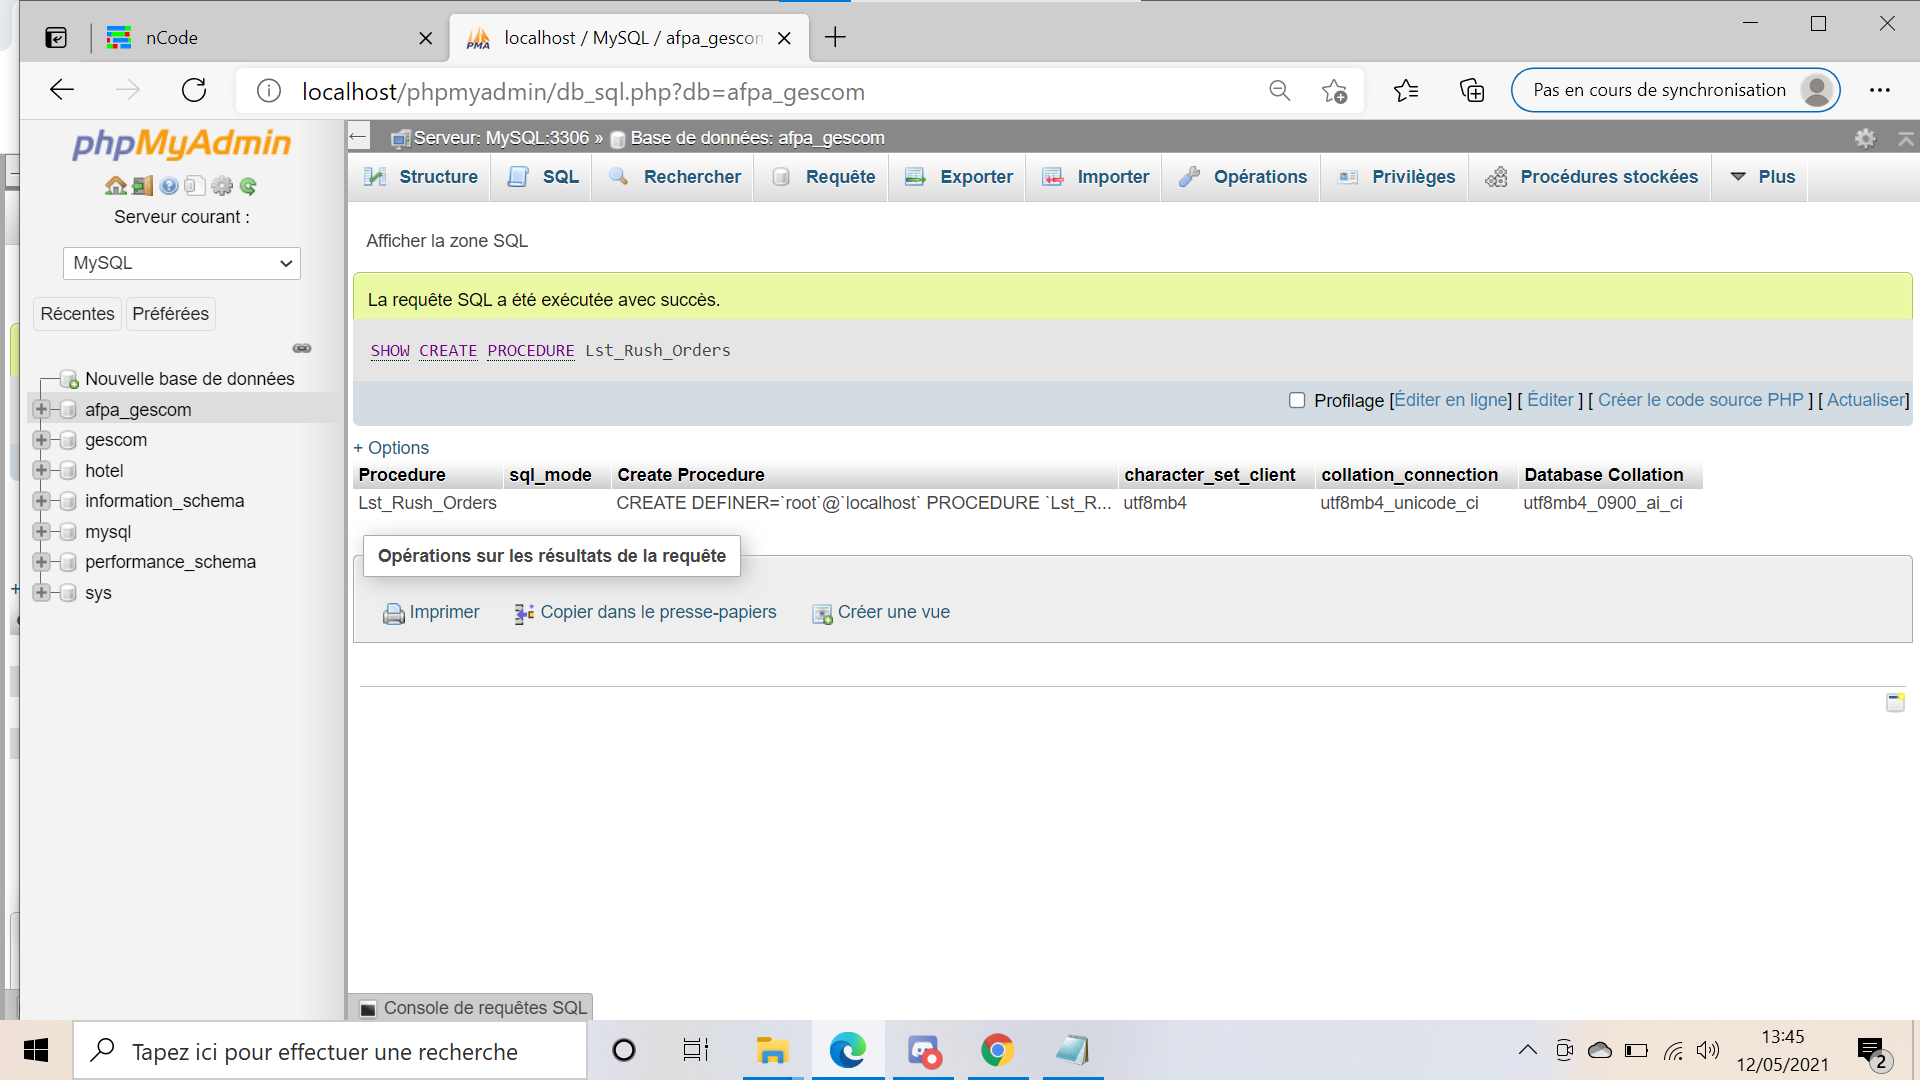 nCode
PMA localhost / MySQL / afpa_gescom
localhost/phpmyadmin/db_sql.php?db=afpa_gescom
Pas en cours de synchronisation
phpMyAdmin
Serveur courant :
MySQL
Récentes Préférées
Nouvelle base de données
afpa_gescom
gescom
hotel
information_schema
mysql
performance_schema
sys
Serveur: MySQL:3306 » Base de données: afpa_gescom
Structure SQL Rechercher Requête Exporter Importer Opérations Privilèges Procédures stockées Plus
Afficher la zone SQL
La requête SQL a été exécutée avec succès.
SHOW CREATE PROCEDURE Lst_Rush_Orders
Profilage [Éditer en ligne] [ Éditer ] [ Créer le code source PHP ] [ Actualiser]
+ Options
Procedure sql_mode Create Procedure character_set_client collation_connection Database Collation
Lst_Rush_Orders CREATE DEFINER=`root`@`localhost` PROCEDURE `Lst_R... utf8mb4 utf8mb4_unicode_ci utf8mb4_0900_ai_ci
Opérations sur les résultats de la requête
Imprimer Copier dans le presse-papiers Créer une vue
Console de requêtes SQL
Tapez ici pour effectuer une recherche
13:45
12/05/2021
2